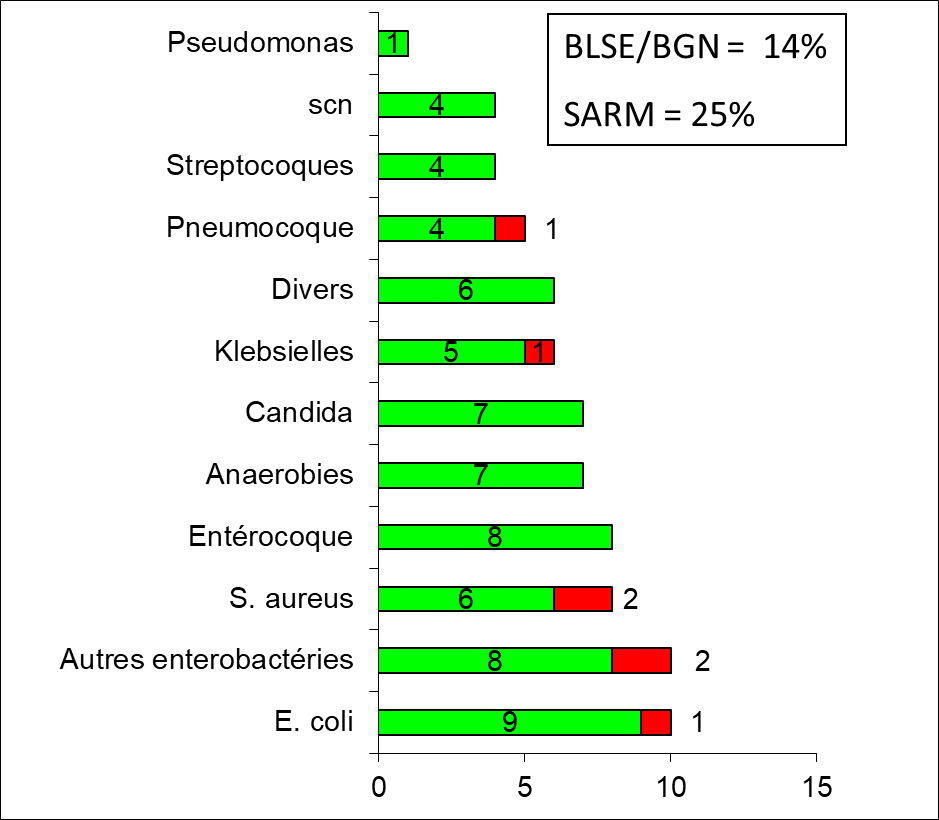 BLSE/BGN = 14%
SARM = 25%
Pseudomonas 1
scn 4
Streptocoques 4
Pneumocoque 4 1
Divers 6
Klebsielles 5 1
Candida 7
Anaerobies 7
Entérocoque 8
S. aureus 6 2
Autres enterobactéries 8 2
E. coli 9 1
0 5 10 15